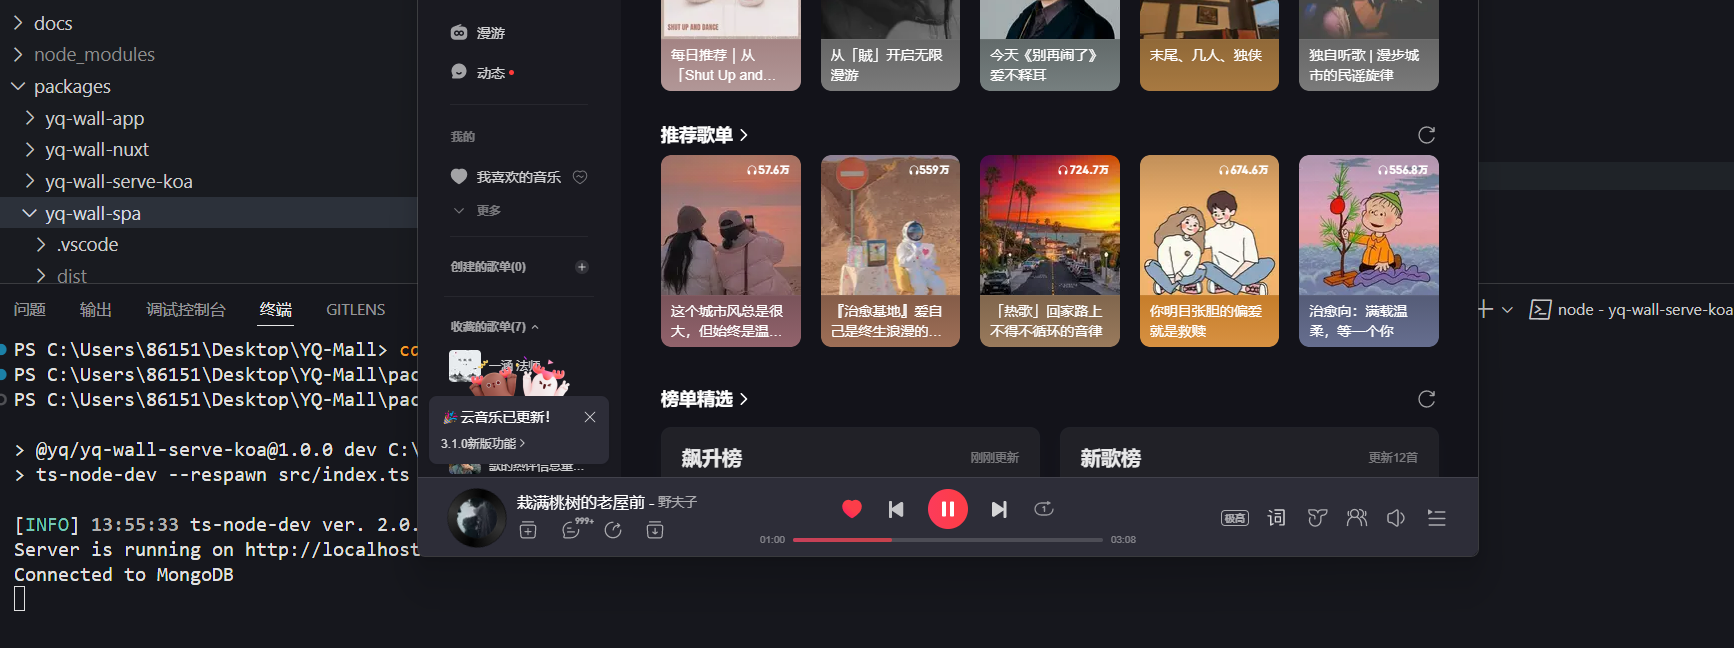 docs
node_modules
packages
yq-wall-app
yq-wall-nuxt
yq-wall-serve-koa
yq-wall-spa
.vscode
dist
问题
输出
调试控制台
终端
GITLENS
PS C:\Users\86151\Desktop\YQ-Mall> cd
PS C:\Users\86151\Desktop\YQ-Mall\pac
PS C:\Users\86151\Desktop\YQ-Mall\pac
> @yq/yq-wall-serve-koa@1.0.0 dev C:\
> ts-node-dev --respawn src/index.ts
[INFO] 13:55:33 ts-node-dev ver. 2.0.
Server is running on http://localhost
Connected to MongoDB
漫游
动态
我的
我喜欢的音乐
更多
创建的歌单(0)
收藏的歌单(7)
一涵 法师
云音乐已更新!
3.1.0新版功能
SHUT UP AND DANCE
每日推荐 | 从
「Shut Up and...
从「贼」开启无限
漫游
今天《别再闹了》
爱不释耳
末尾、几人、独侠
独自听歌 | 漫步城
市的民谣旋律
推荐歌单
57.6万
这个城市风总是很
大，但始终是温...
559万
『治愈基地』爱自
己是终生浪漫的...
724.7万
「热歌」回家路上
不得不循环的音律
674.6万
你明目张胆的偏爱
就是救赎
556.8万
治愈向：满载温
柔，等一个你
榜单精选
飙升榜
刚刚更新
新歌榜
更新12首
栽满桃树的老屋前 - 野夫子
999+
01:00
03:08
极高
词
node - yq-wall-serve-koa